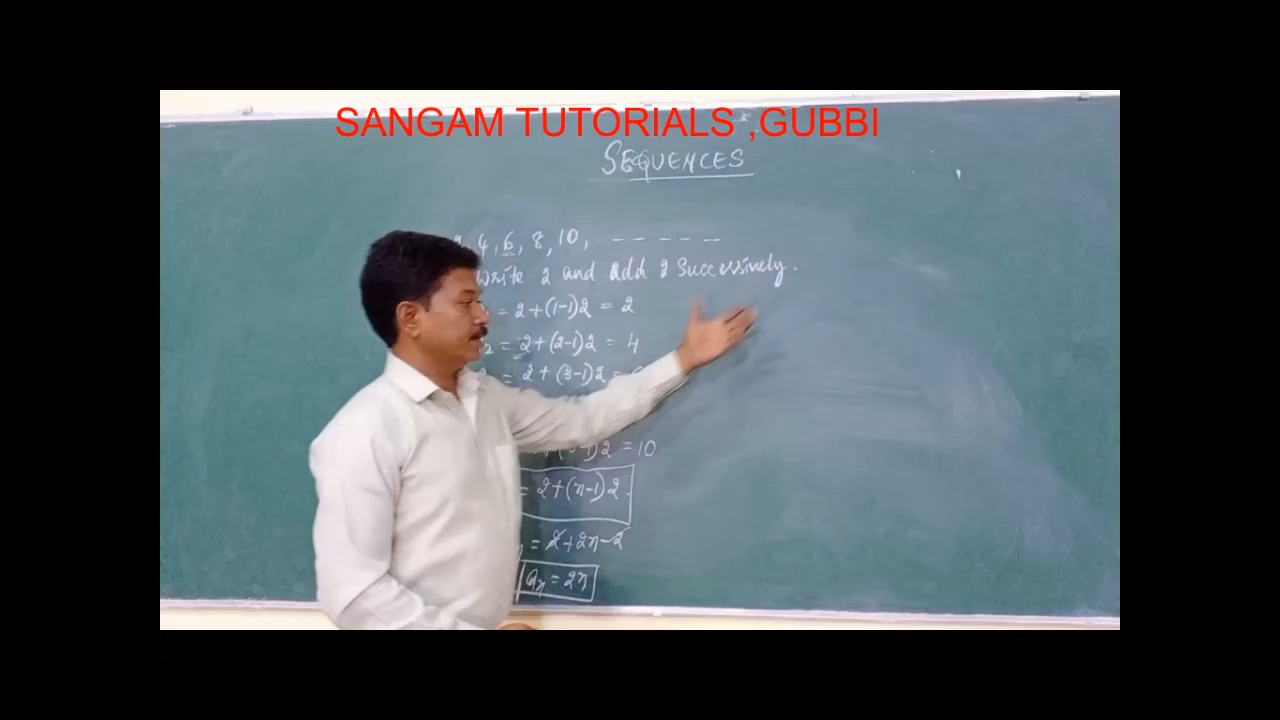 SANGAM TUTORIALS ,GUBBI
SEQUENCES
4, 6, 8, 10, - - - - - -
Write 2 and add 2 Successively.
= 2+(1-1)2 = 2
2 = 2+(2-1)2 = 4
= 2+(3-1)2 =
-1)2 = 10
= 2+(n-1)2.
n = 2+2n-2
an = 2n